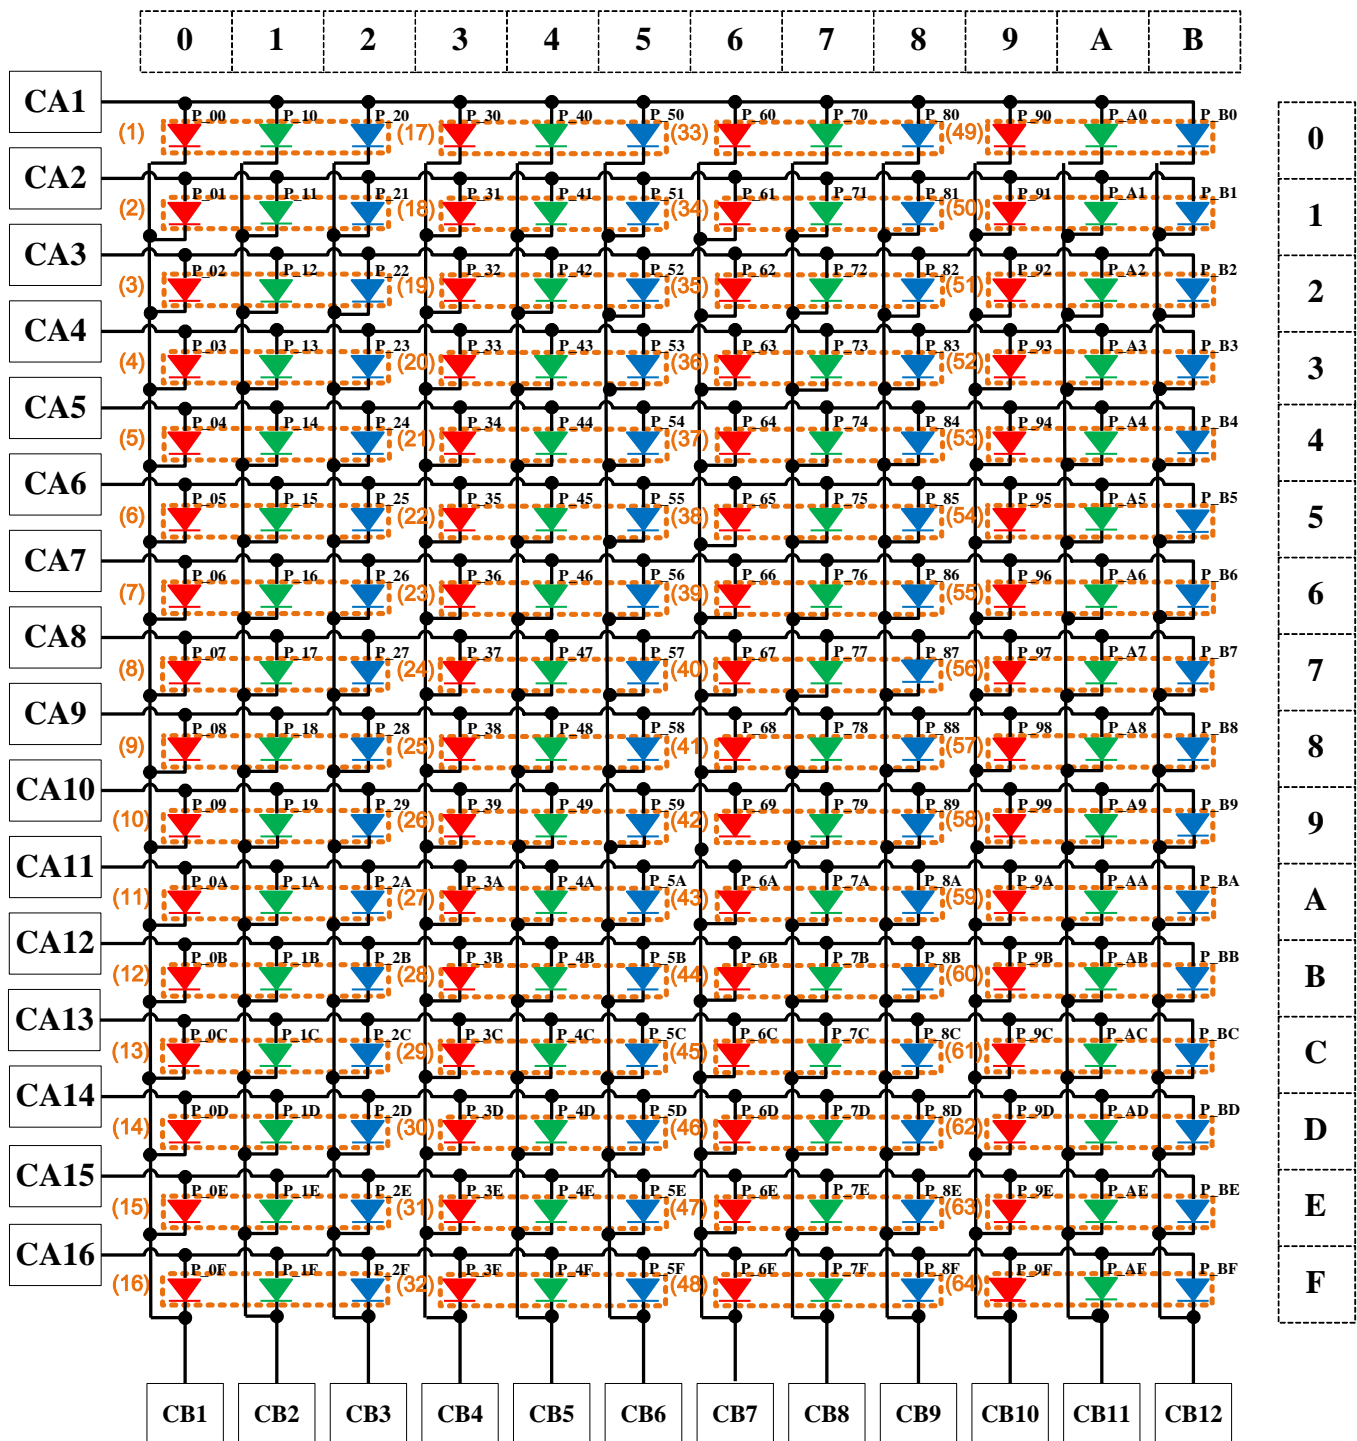 0 1 2 3 4 5 6 7 8 9 A B
CA1
P_00 P_10 P_20 P_30 P_40 P_50 P_60 P_70 P_80 P_90 P_A0 P_B0
(1) (17) (33) (49) 0
CA2
P_01 P_11 P_21 P_31 P_41 P_51 P_61 P_71 P_81 P_91 P_A1 P_B1
(2) (18) (34) (50) 1
CA3
P_02 P_12 P_22 P_32 P_42 P_52 P_62 P_72 P_82 P_92 P_A2 P_B2
(3) (19) (35) (51) 2
CA4
P_03 P_13 P_23 P_33 P_43 P_53 P_63 P_73 P_83 P_93 P_A3 P_B3
(4) (20) (36) (52) 3
CA5
P_04 P_14 P_24 P_34 P_44 P_54 P_64 P_74 P_84 P_94 P_A4 P_B4
(5) (21) (37) (53) 4
CA6
P_05 P_15 P_25 P_35 P_45 P_55 P_65 P_75 P_85 P_95 P_A5 P_B5
(6) (22) (38) (54) 5
CA7
P_06 P_16 P_26 P_36 P_46 P_56 P_66 P_76 P_86 P_96 P_A6 P_B6
(7) (23) (39) (55) 6
CA8
P_07 P_17 P_27 P_37 P_47 P_57 P_67 P_77 P_87 P_97 P_A7 P_B7
(8) (24) (40) (56) 7
CA9
P_08 P_18 P_28 P_38 P_48 P_58 P_68 P_78 P_88 P_98 P_A8 P_B8
(9) (25) (41) (57) 8
CA10
P_09 P_19 P_29 P_39 P_49 P_59 P_69 P_79 P_89 P_99 P_A9 P_B9
(10) (26) (42) (58) 9
CA11
P_0A P_1A P_2A P_3A P_4A P_5A P_6A P_7A P_8A P_9A P_AA P_BA
(11) (27) (43) (59) A
CA12
P_0B P_1B P_2B P_3B P_4B P_5B P_6B P_7B P_8B P_9B P_AB P_BB
(12) (28) (44) (60) B
CA13
P_0C P_1C P_2C P_3C P_4C P_5C P_6C P_7C P_8C P_9C P_AC P_BC
(13) (29) (45) (61) C
CA14
P_0D P_1D P_2D P_3D P_4D P_5D P_6D P_7D P_8D P_9D P_AD P_BD
(14) (30) (46) (62) D
CA15
P_0E P_1E P_2E P_3E P_4E P_5E P_6E P_7E P_8E P_9E P_AE P_BE
(15) (31) (47) (63) E
CA16
P_0F P_1F P_2F P_3F P_4F P_5F P_6F P_7F P_8F P_9F P_AF P_BF
(16) (32) (48) (64) F
CB1 CB2 CB3 CB4 CB5 CB6 CB7 CB8 CB9 CB10 CB11 CB12